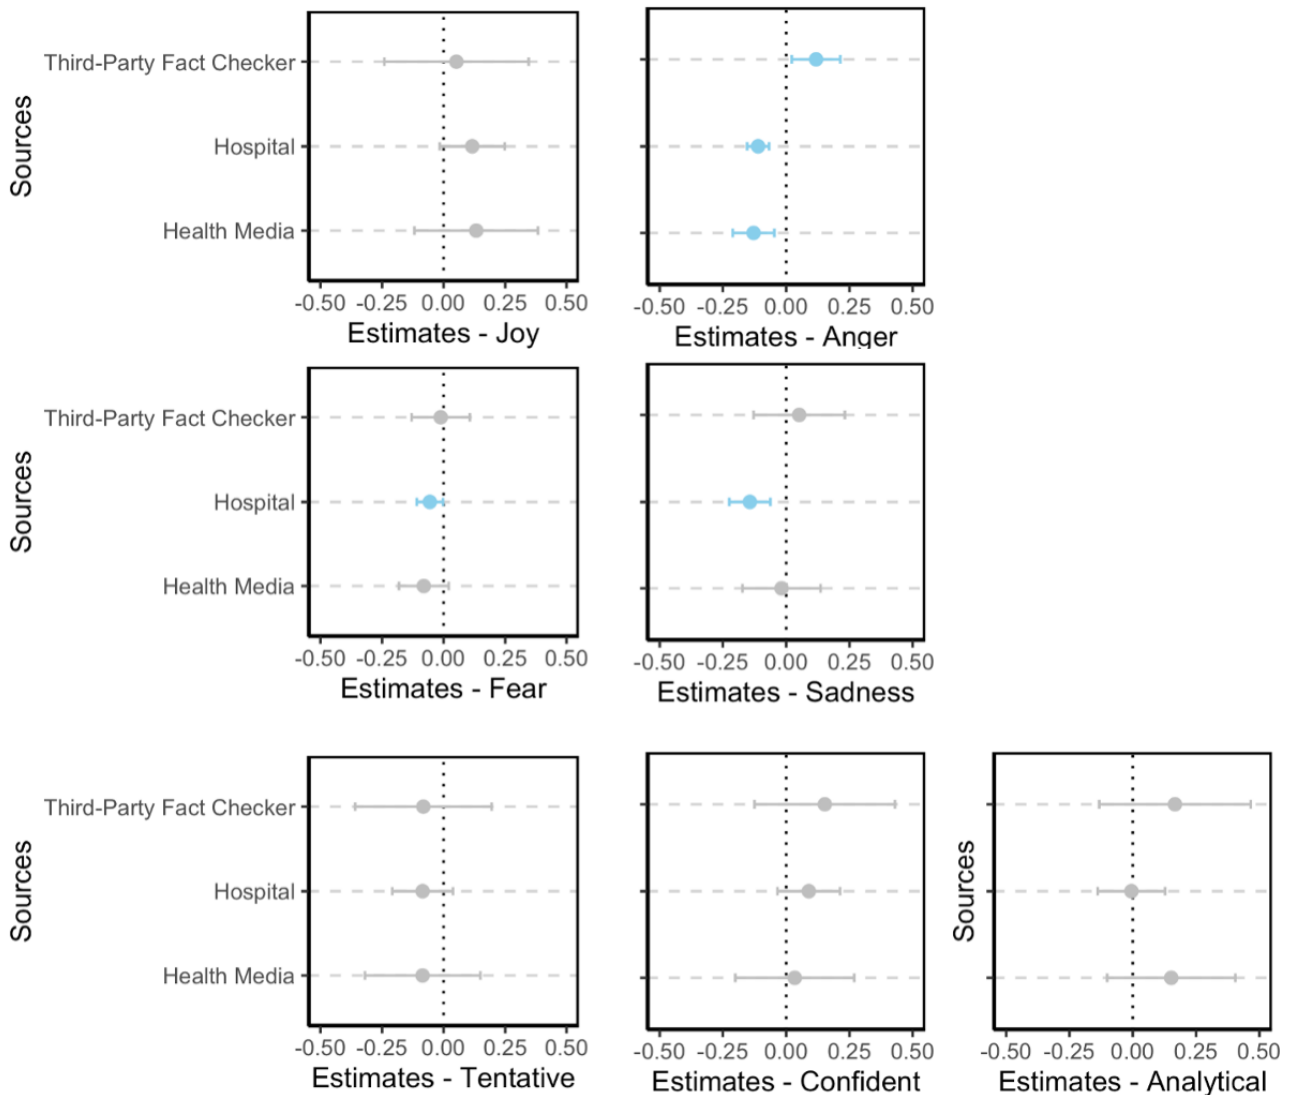 Sources
Third-Party Fact Checker
Hospital
Health Media
-0.50 -0.25 0.00 0.25 0.50
Estimates - Joy
-0.50 -0.25 0.00 0.25 0.50
Estimates - Anger
Sources
Third-Party Fact Checker
Hospital
Health Media
-0.50 -0.25 0.00 0.25 0.50
Estimates - Fear
-0.50 -0.25 0.00 0.25 0.50
Estimates - Sadness
Sources
Third-Party Fact Checker
Hospital
Health Media
-0.50 -0.25 0.00 0.25 0.50
Estimates - Tentative
-0.50 -0.25 0.00 0.25 0.50
Estimates - Confident
Sources
-0.50 -0.25 0.00 0.25 0.50
Estimates - Analytical